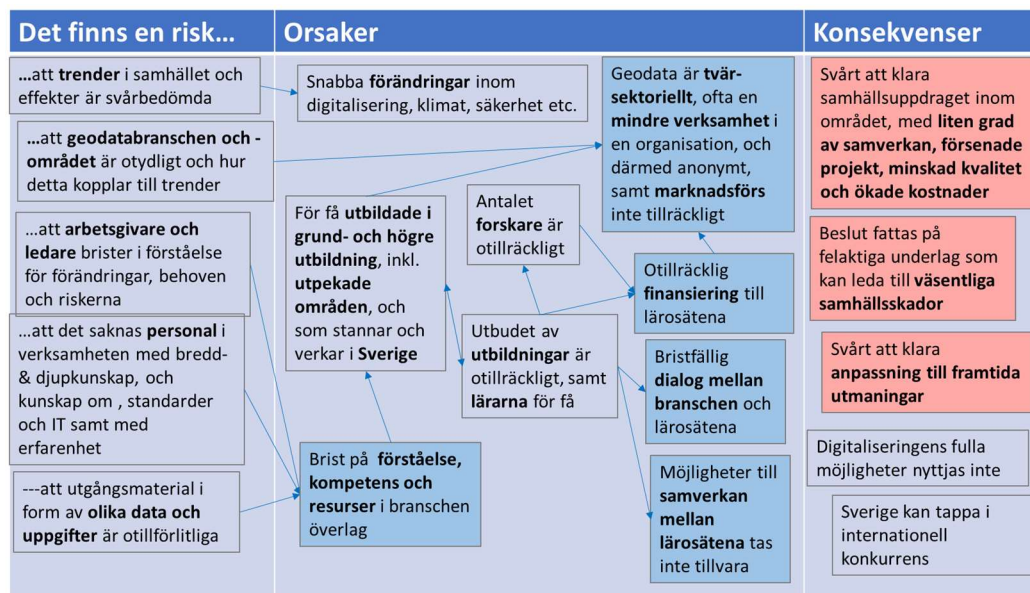 Det finns en risk...
Orsaker
Konsekvenser
...att trender i samhället och
effekter är svårbedömda
...att geodatabranschen och -
området är otydligt och hur
detta kopplar till trender
...att arbetsgivare och
ledare brister i förståelse
för förändringar, behoven
och riskerna
...att det saknas personal i
verksamheten med bredd-
& djupkunskap, och
kunskap om , standarder
och IT samt med
erfarenhet
---att utgångsmaterial i
form av olika data och
uppgifter är otillförlitliga
Snabba förändringar inom
digitalisering, klimat, säkerhet etc.
För få utbildade i
grund- och högre
utbildning, inkl.
utpekade
områden, och
som stannar och
verkar i Sverige
Brist på förståelse,
kompetens och
resurser i branschen
överlag
Antalet
forskare är
otillräckligt
Utbudet av
utbildningar är
otillräckligt, samt
lärarna för få
Geodata är tvär-
sektoriellt, ofta en
mindre verksamhet i
en organisation, och
därmed anonymt,
samt marknadsförs
inte tillräckligt
Otillräcklig
finansiering till
lärosätena
Bristfällig
dialog mellan
branschen och
lärosätena
Möjligheter till
samverkan
mellan
lärosätena tas
inte tillvara
Svårt att klara
samhällsuppdraget inom
området, med liten grad
av samverkan, försenade
projekt, minskad kvalitet
och ökade kostnader
Beslut fattas på
felaktiga underlag som
kan leda till väsentliga
samhällsskador
Svårt att klara
anpassning till framtida
utmaningar
Digitaliseringens fulla
möjligheter nyttjas inte
Sverige kan tappa i
internationell
konkurrens